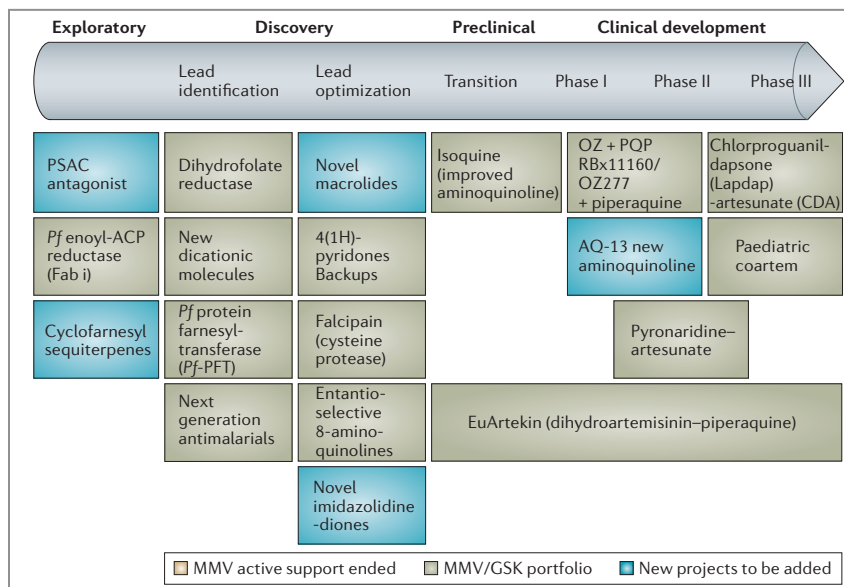 Exploratory
Discovery
Preclinical
Clinical development
Lead
identification
Lead
optimization
Transition
Phase I
Phase II
Phase III
PSAC
antagonist
Dihydrofolate
reductase
Novel
macrolides
Isoquine
(improved
aminoquinoline)
OZ + PQP
RBx11160/
OZ277
+ piperaquine
Chlorproguanil-
dapsone
(Lapdap)
-artesunate (CDA)
Pf enoyl-ACP
reductase
(Fab i)
New
dicationic
molecules
4(1H)-
pyridones
Backups
AQ-13 new
aminoquinoline
Paediatric
coartem
Cyclofarnesyl
sequiterpenes
Pf protein
farnesyl-
transferase
(Pf-PFT)
Falcipain
(cysteine
protease)
Pyronaridine–
artesunate
Next
generation
antimalarials
Entantio-
selective
8-amino-
quinolines
EuArtekin (dihydroartemisinin–piperaquine)
Novel
imidazolidine
-diones
MMV active support ended
MMV/GSK portfolio
New projects to be added